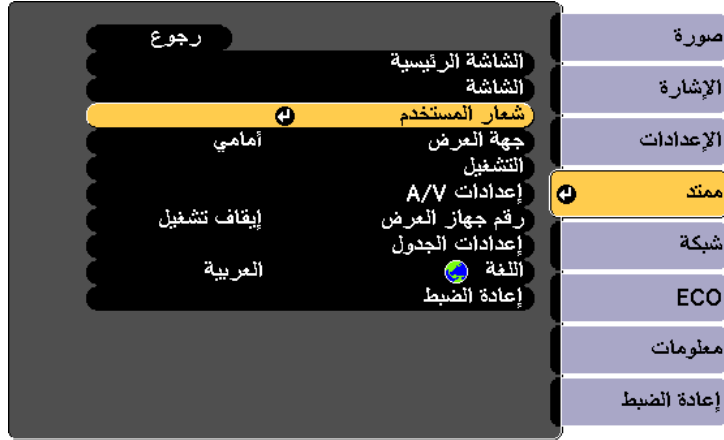 صورة
الإشارة
الإعدادات
ممتد
شبكة
ECO
معلومات
إعادة الضبط
رجوع
الشاشة الرئيسية
الشاشة
شعار المستخدم
جهة العرض أمامي
التشغيل
إعدادات A/V
رقم جهاز العرض إيقاف تشغيل
إعدادات الجدول
اللغة العربية
إعادة الضبط